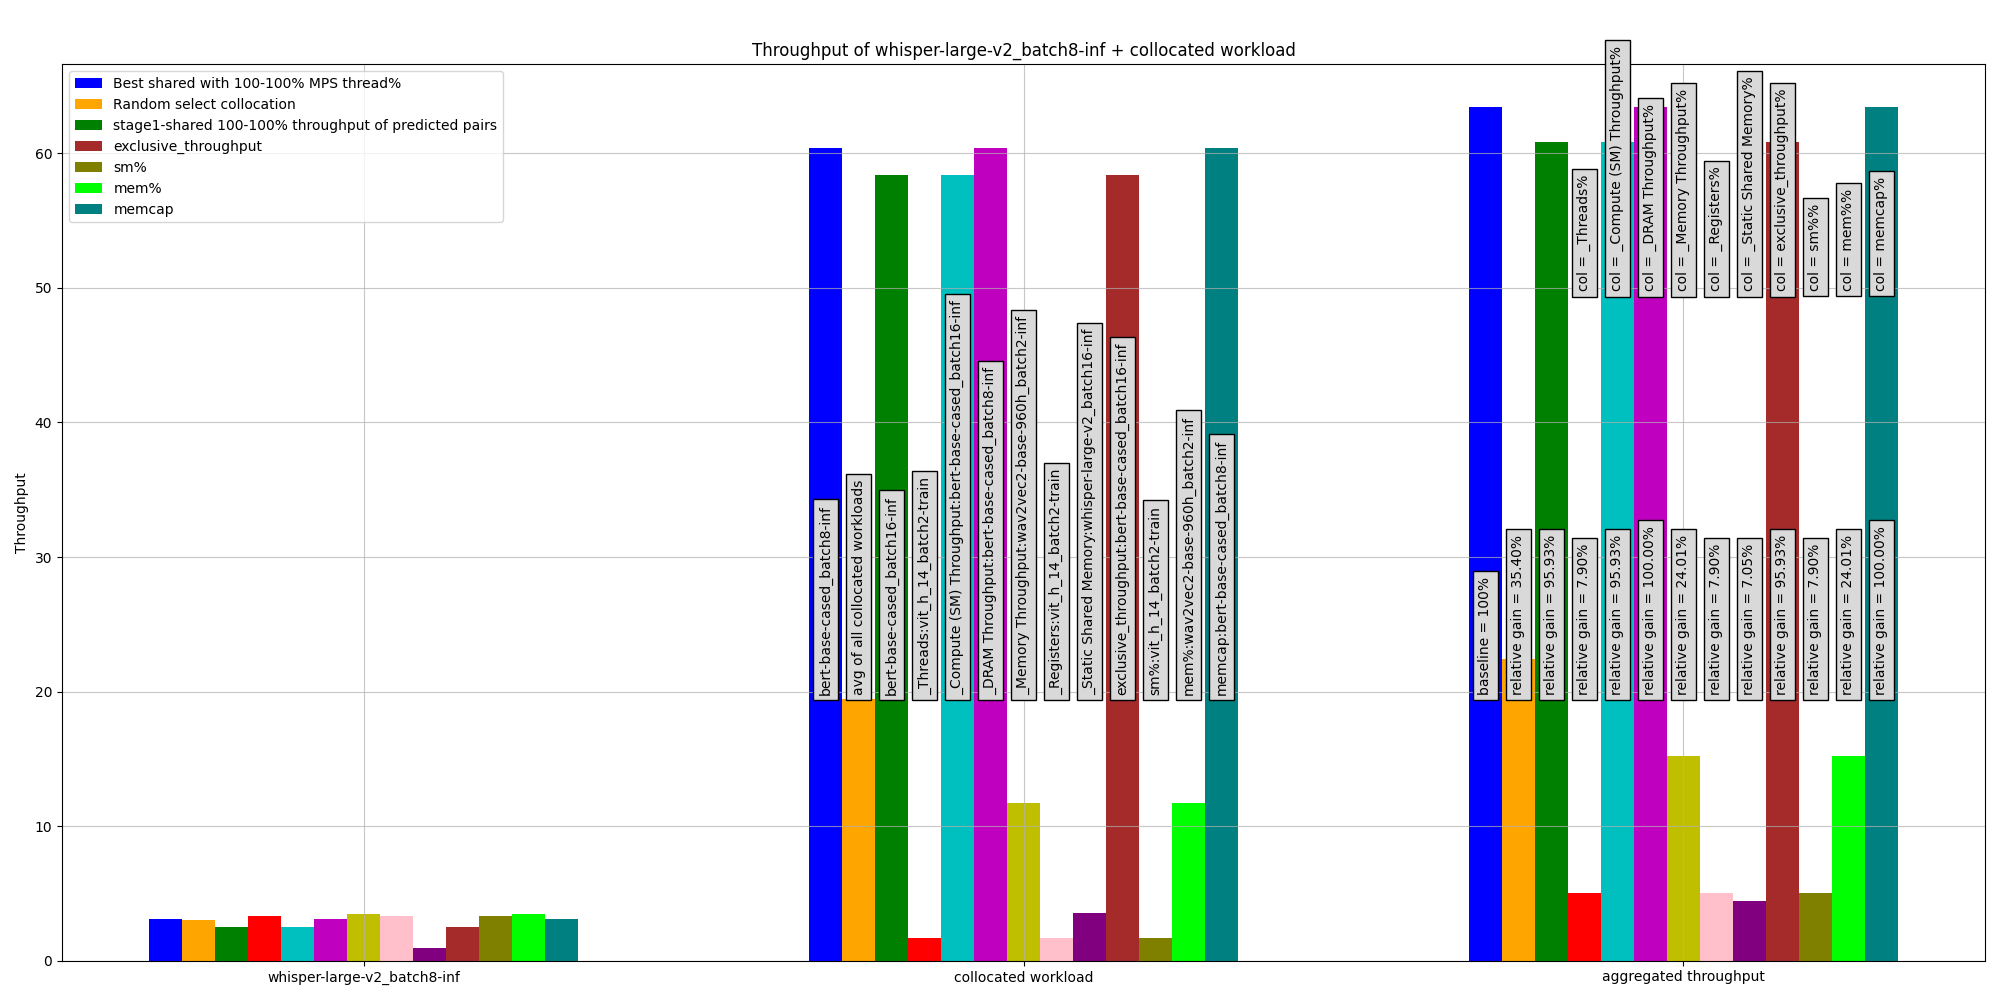 Throughput of whisper-large-v2_batch8-inf + collocated workload
Best shared with 100-100% MPS thread%
Random select collocation
stage1-shared 100-100% throughput of predicted pairs
exclusive_throughput
sm%
mem%
memcap
Throughput
60
50
40
30
20
10
0
bert-base-cased_batch8-inf
avg of all collocated workloads
bert-base-cased_batch16-inf
_Threads:vit_h_14_batch2-train
_Compute (SM) Throughput:bert-base-cased_batch16-inf
_DRAM Throughput:bert-base-cased_batch8-inf
_Memory Throughput:wav2vec2-base-960h_batch2-inf
_Registers:vit_h_14_batch2-train
_Static Shared Memory:whisper-large-v2_batch16-inf
exclusive_throughput:bert-base-cased_batch16-inf
sm%:vit_h_14_batch2-train
mem%:wav2vec2-base-960h_batch2-inf
memcap:bert-base-cased_batch8-inf
col = _Threads%
col = _Compute (SM) Throughput%
col = _DRAM Throughput%
col = _Memory Throughput%
col = _Registers%
col = _Static Shared Memory%
col = exclusive_throughput%
col = sm%%
col = mem%%
col = memcap%
baseline = 100%
relative gain = 35.40%
relative gain = 95.93%
relative gain = 7.90%
relative gain = 95.93%
relative gain = 100.00%
relative gain = 24.01%
relative gain = 7.90%
relative gain = 7.05%
relative gain = 95.93%
relative gain = 7.90%
relative gain = 24.01%
relative gain = 100.00%
whisper-large-v2_batch8-inf
collocated workload
aggregated throughput